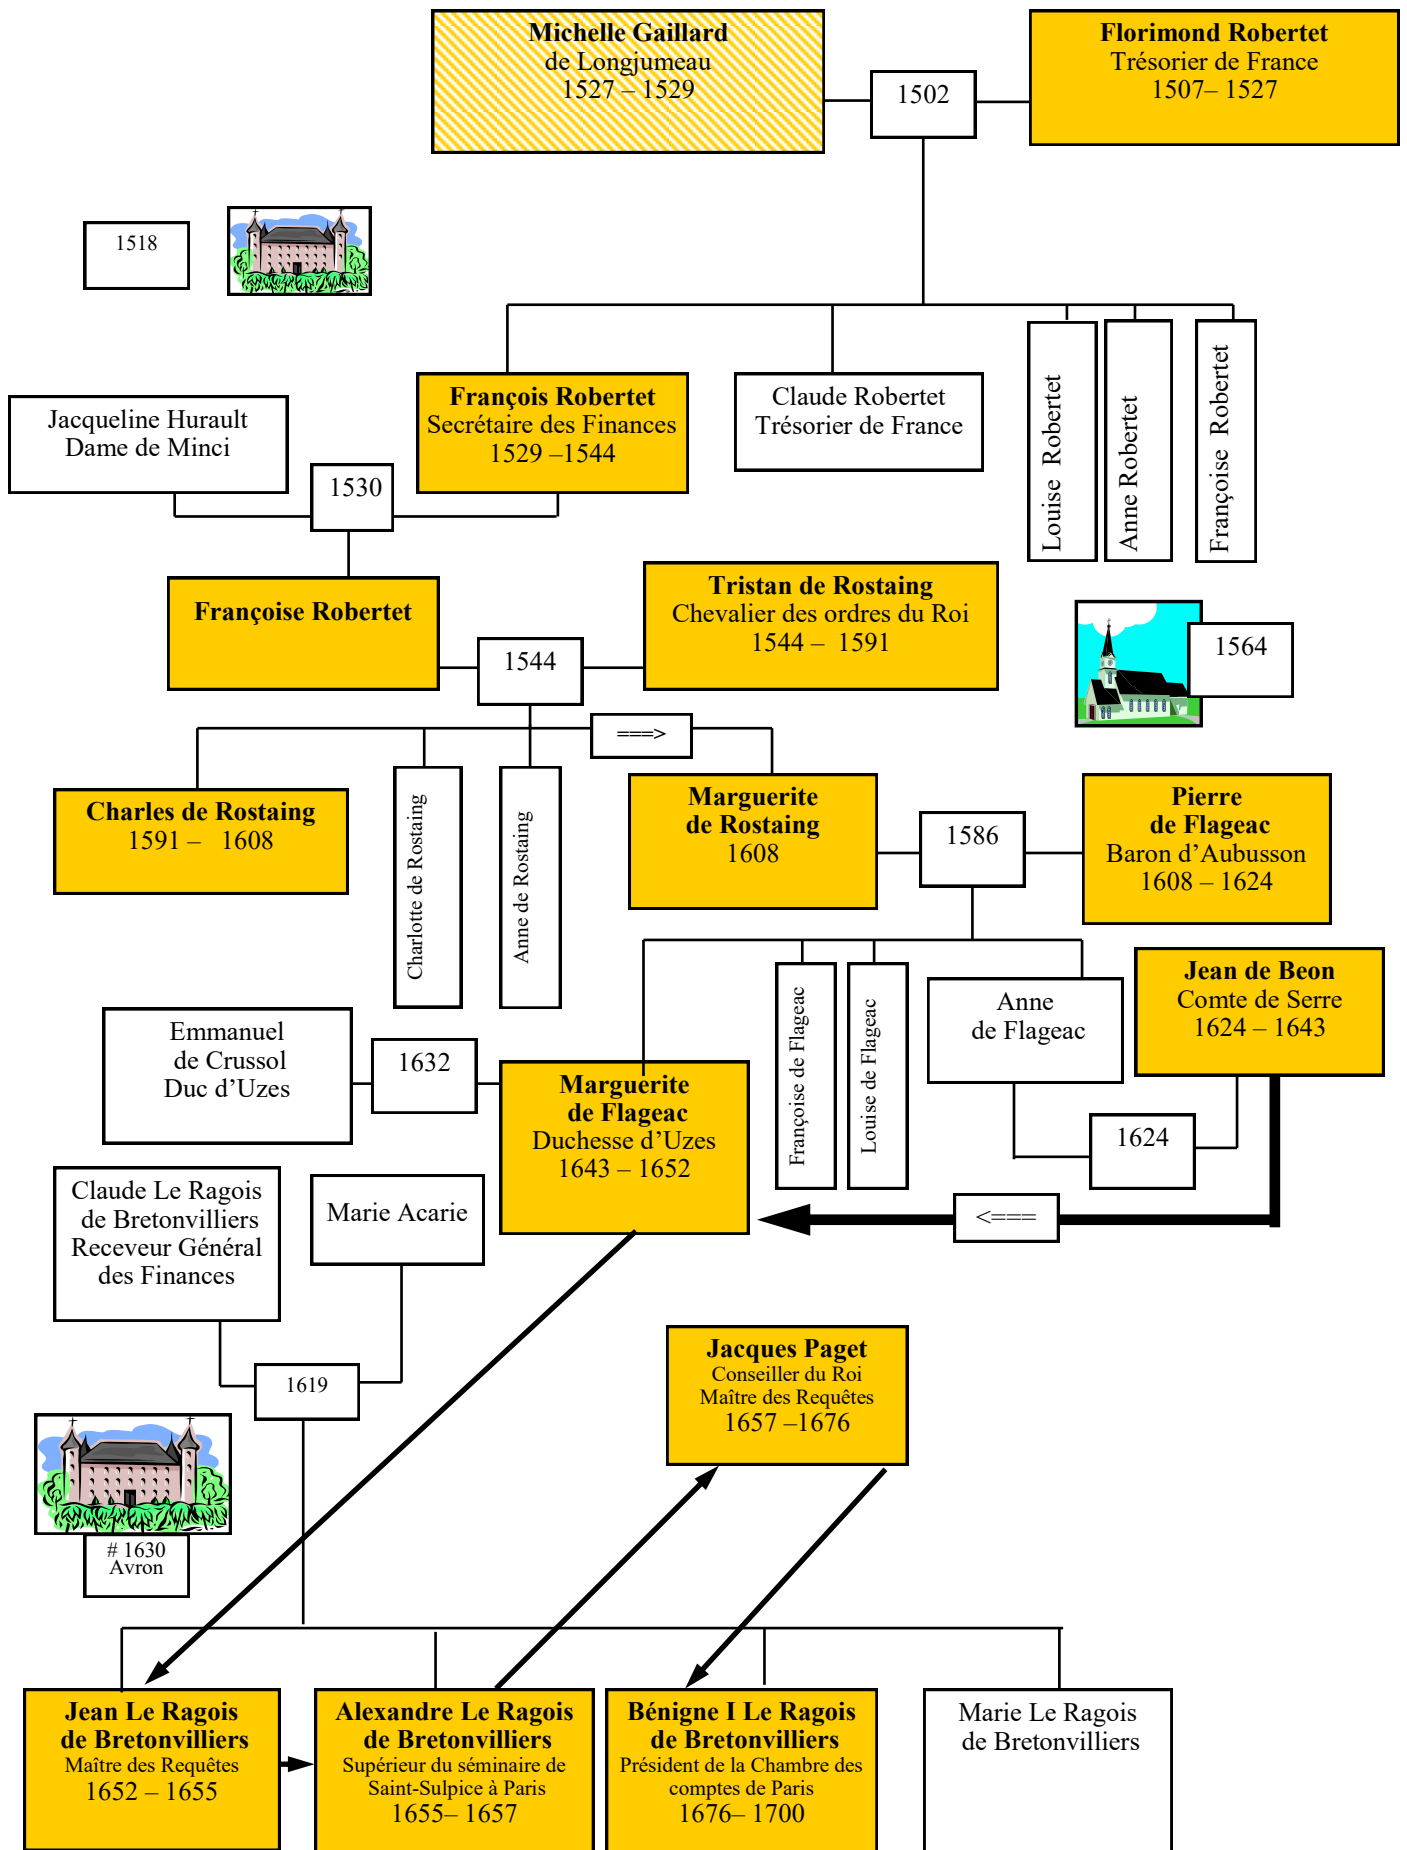 Michelle Gaillard
de Longjumeau
1527 – 1529
1502
Florimond Robertet
Trésorier de France
1507– 1527
1518
François Robertet
Secrétaire des Finances
1529 –1544
Claude Robertet
Trésorier de France
Louise Robertet
Anne Robertet
Françoise Robertet
Jacqueline Hurault
Dame de Minci
1530
Françoise Robertet
1544
Tristan de Rostaing
Chevalier des ordres du Roi
1544 – 1591
1564
===>
Charles de Rostaing
1591 – 1608
Charlotte de Rostaing
Anne de Rostaing
Marguerite
de Rostaing
1608
1586
Pierre
de Flageac
Baron d’Aubusson
1608 – 1624
Emmanuel
de Crussol
Duc d’Uzes
1632
Marguerite
de Flageac
Duchesse d’Uzes
1643 – 1652
Françoise de Flageac
Louise de Flageac
Anne
de Flageac
Jean de Beon
Comte de Serre
1624 – 1643
1624
<===
Claude Le Ragois
de Bretonvilliers
Receveur Général
des Finances
Marie Acarie
1619
Jacques Paget
Conseiller du Roi
Maître des Requêtes
1657 –1676
# 1630
Avron
Jean Le Ragois
de Bretonvilliers
Maître des Requêtes
1652 – 1655
Alexandre Le Ragois
de Bretonvilliers
Supérieur du séminaire de
Saint-Sulpice à Paris
1655– 1657
Bénigne I Le Ragois
de Bretonvilliers
Président de la Chambre des
comptes de Paris
1676– 1700
Marie Le Ragois
de Bretonvilliers